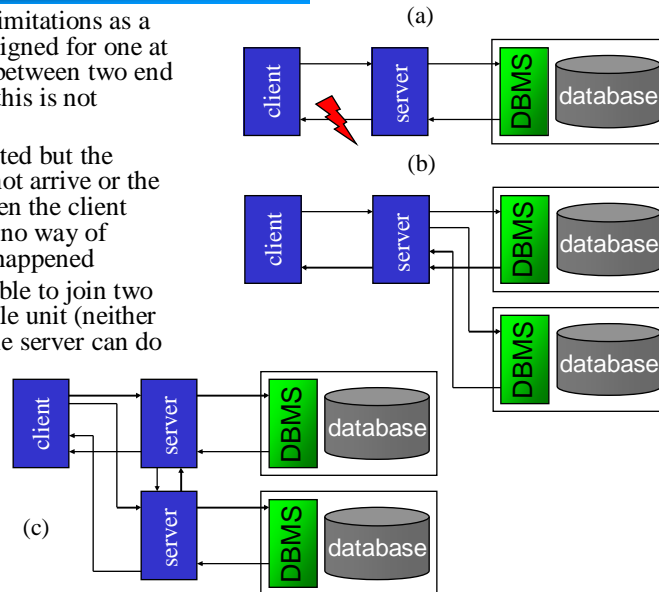 imitations as a
igned for one at
between two end
this is not
ted but the
not arrive or the
en the client
no way of
happened
ble to join two
le unit (neither
e server can do
(a)
client
server
DBMS
database
(b)
client
server
DBMS
database
DBMS
database
client
server
DBMS
database
(c)
server
DBMS
database